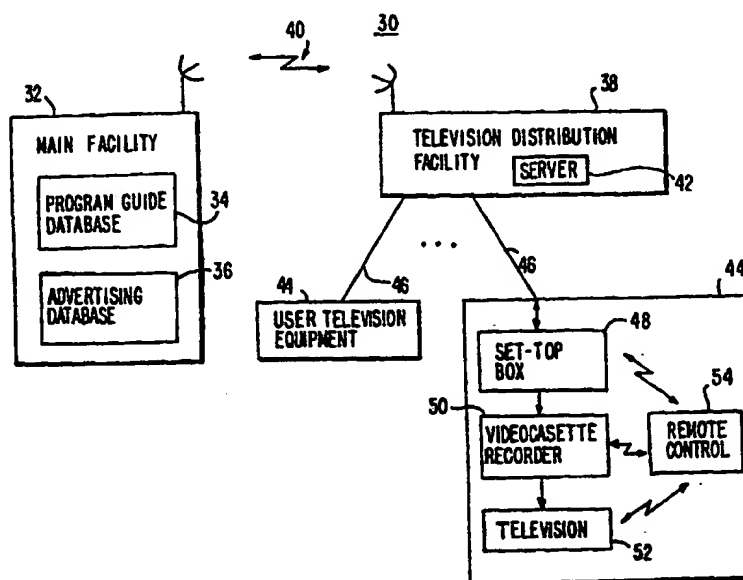 40
30
32
38
MAIN FACILITY
TELEVISION DISTRIBUTION
FACILITY
SERVER
42
PROGRAM GUIDE
DATABASE
34
36
ADVERTISING
DATABASE
...
46
46
44
44
USER TELEVISION
EQUIPMENT
48
SET-TOP
BOX
54
50
VIDEOCASETTE
RECORDER
REMOTE
CONTROL
TELEVISION
52